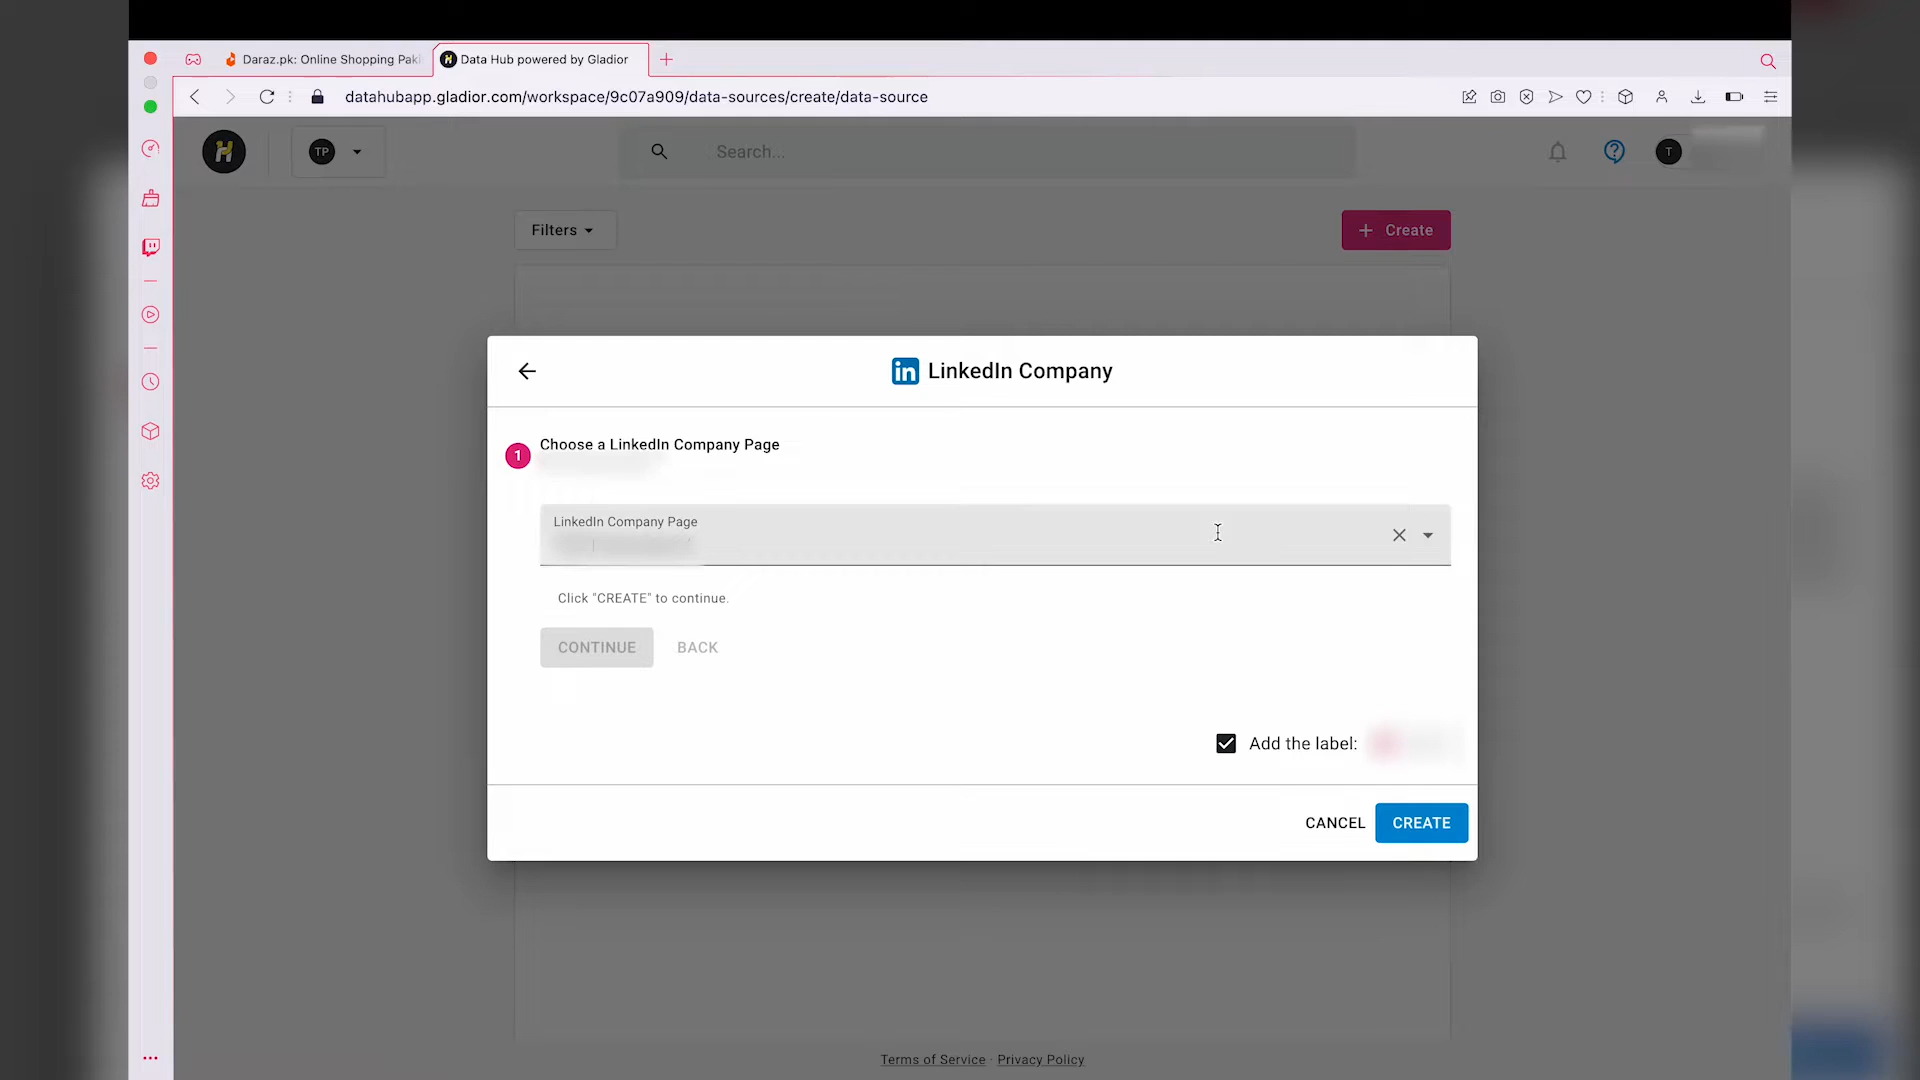 Daraz.pk: Online Shopping Paki
Data Hub powered by Gladior
datahubapp.gladior.com/workspace/9c07a909/data-sources/create/data-source
H
TP
Search...
T
Filters
+ Create
in LinkedIn Company
1
Choose a LinkedIn Company Page
LinkedIn Company Page
Click "CREATE" to continue.
CONTINUE
BACK
Add the label:
CANCEL
CREATE
Terms of Service · Privacy Policy